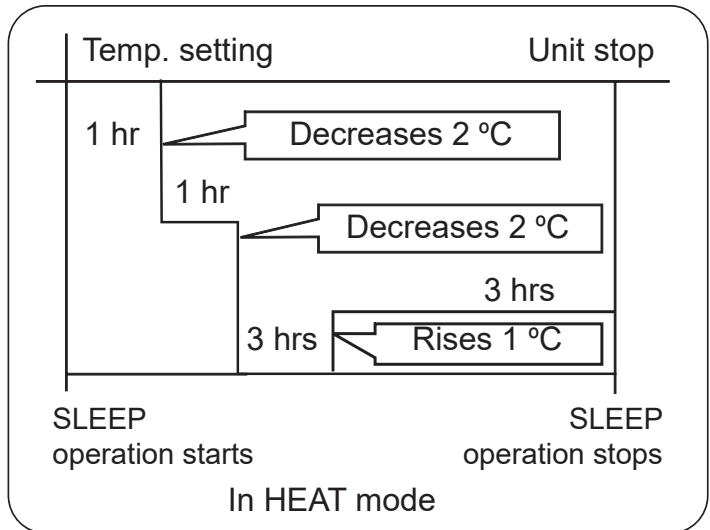 Temp. setting
Unit stop
1 hr
Decreases 2 ºC
1 hr
Decreases 2 ºC
3 hrs
3 hrs
Rises 1 ºC
SLEEP
operation starts
SLEEP
operation stops
In HEAT mode